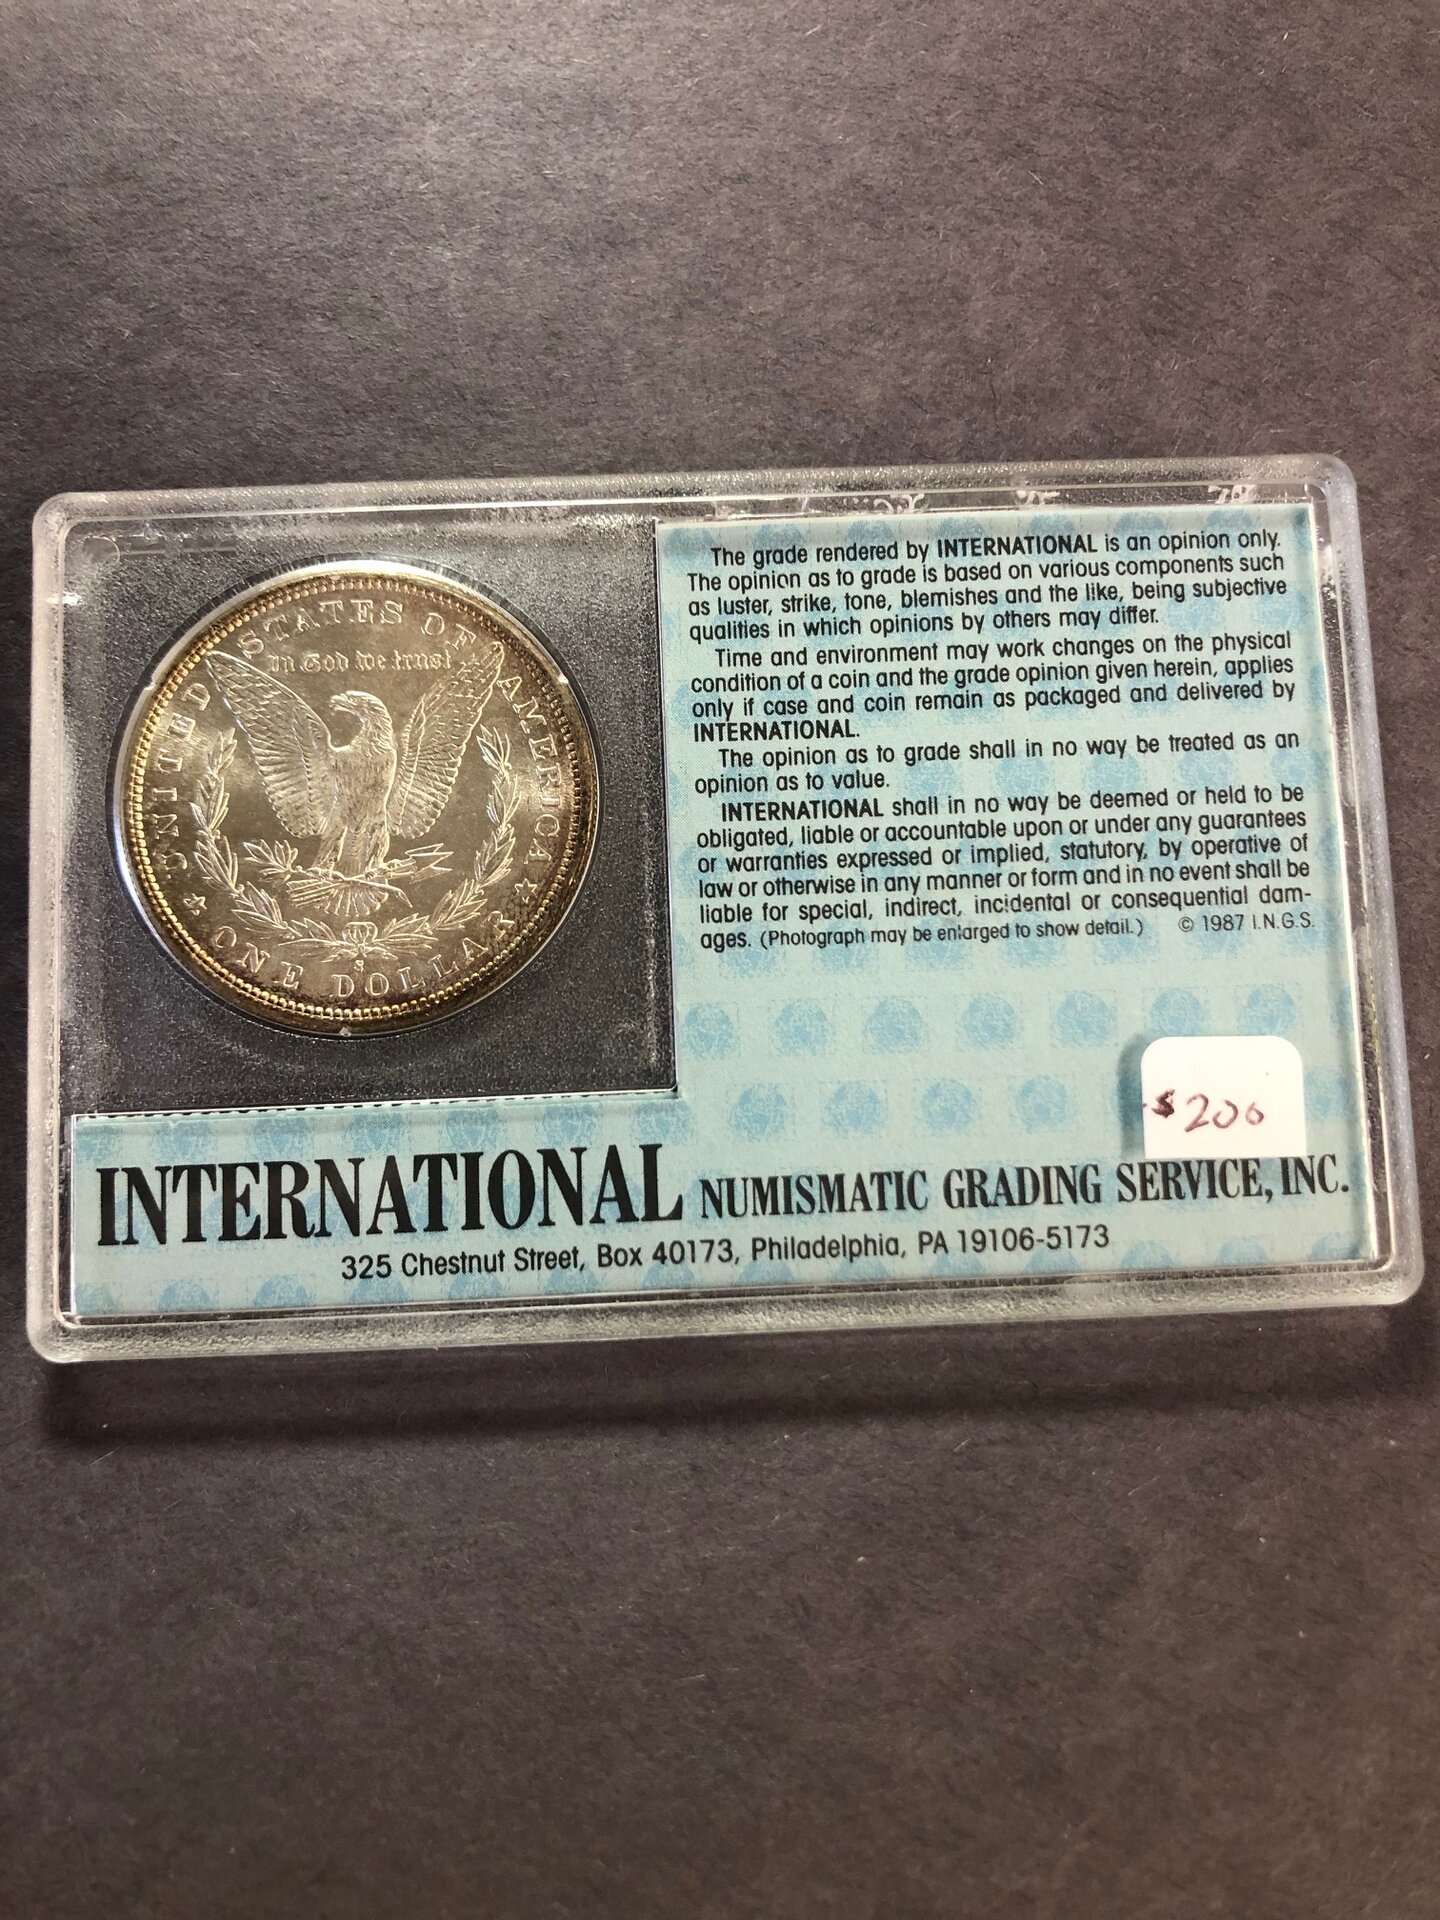 UNITED STATES OF AMERICA
In God we trust
S
★ ONE DOLLAR ★
The grade rendered by INTERNATIONAL is an opinion only.
The opinion as to grade is based on various components such
as luster, strike, tone, blemishes and the like, being subjective
qualities in which opinions by others may differ.
Time and environment may work changes on the physical
condition of a coin and the grade opinion given herein, applies
only if case and coin remain as packaged and delivered by
INTERNATIONAL.
The opinion as to grade shall in no way be treated as an
opinion as to value.
INTERNATIONAL shall in no way be deemed or held to be
obligated, liable or accountable upon or under any guarantees
or warranties expressed or implied, statutory, by operative of
law or otherwise in any manner or form and in no event shall be
liable for special, indirect, incidental or consequential dam-
ages. (Photograph may be enlarged to show detail.) © 1987 I.N.G.S.
$200
INTERNATIONAL NUMISMATIC GRADING SERVICE, INC.
325 Chestnut Street, Box 40173, Philadelphia, PA 19106-5173